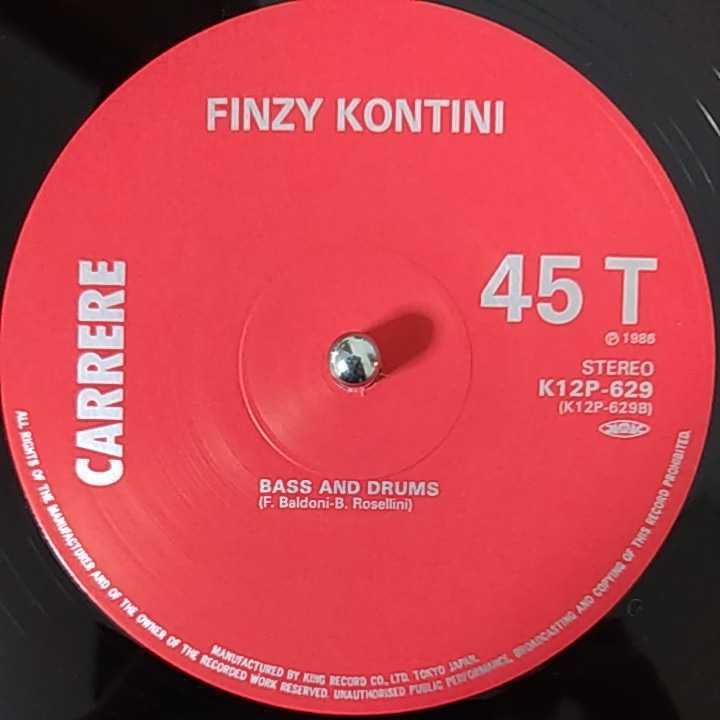 FINZY KONTINI
CARRERE
45 T
Ⓟ 1986
STEREO
K12P-629
(K12P-629B)
BASS AND DRUMS
(F. Baldoni-B. Rosellini)
ALL RIGHTS OF THE MANUFACTURER AND OF THE OWNER OF THE RECORDED WORK RESERVED. UNAUTHORISED PUBLIC PERFORMANCE, BROADCASTING AND COPYING OF THIS RECORD PROHIBITED.
MANUFACTURED BY KING RECORD CO., LTD. TOKYO JAPAN.